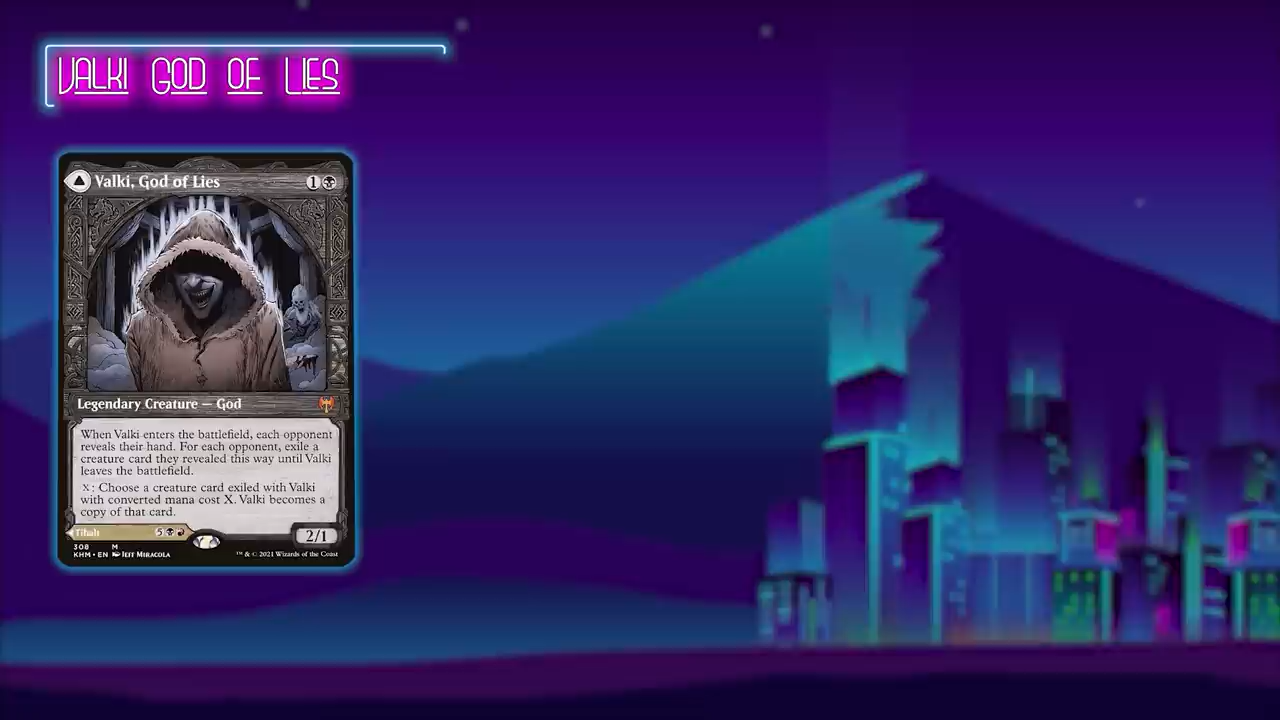 VALKI GOD OF LIES
Valki, God of Lies 1
Legendary Creature — God
When Valki enters the battlefield, each opponent
reveals their hand. For each opponent, exile a
creature card they revealed this way until Valki
leaves the battlefield.
X: Choose a creature card exiled with Valki
with converted mana cost X. Valki becomes a
copy of that card.
Tibalt 5
2/1
308 M
KHM • EN JEFF MIRACOLA ™ & © 2021 Wizards of the Coast